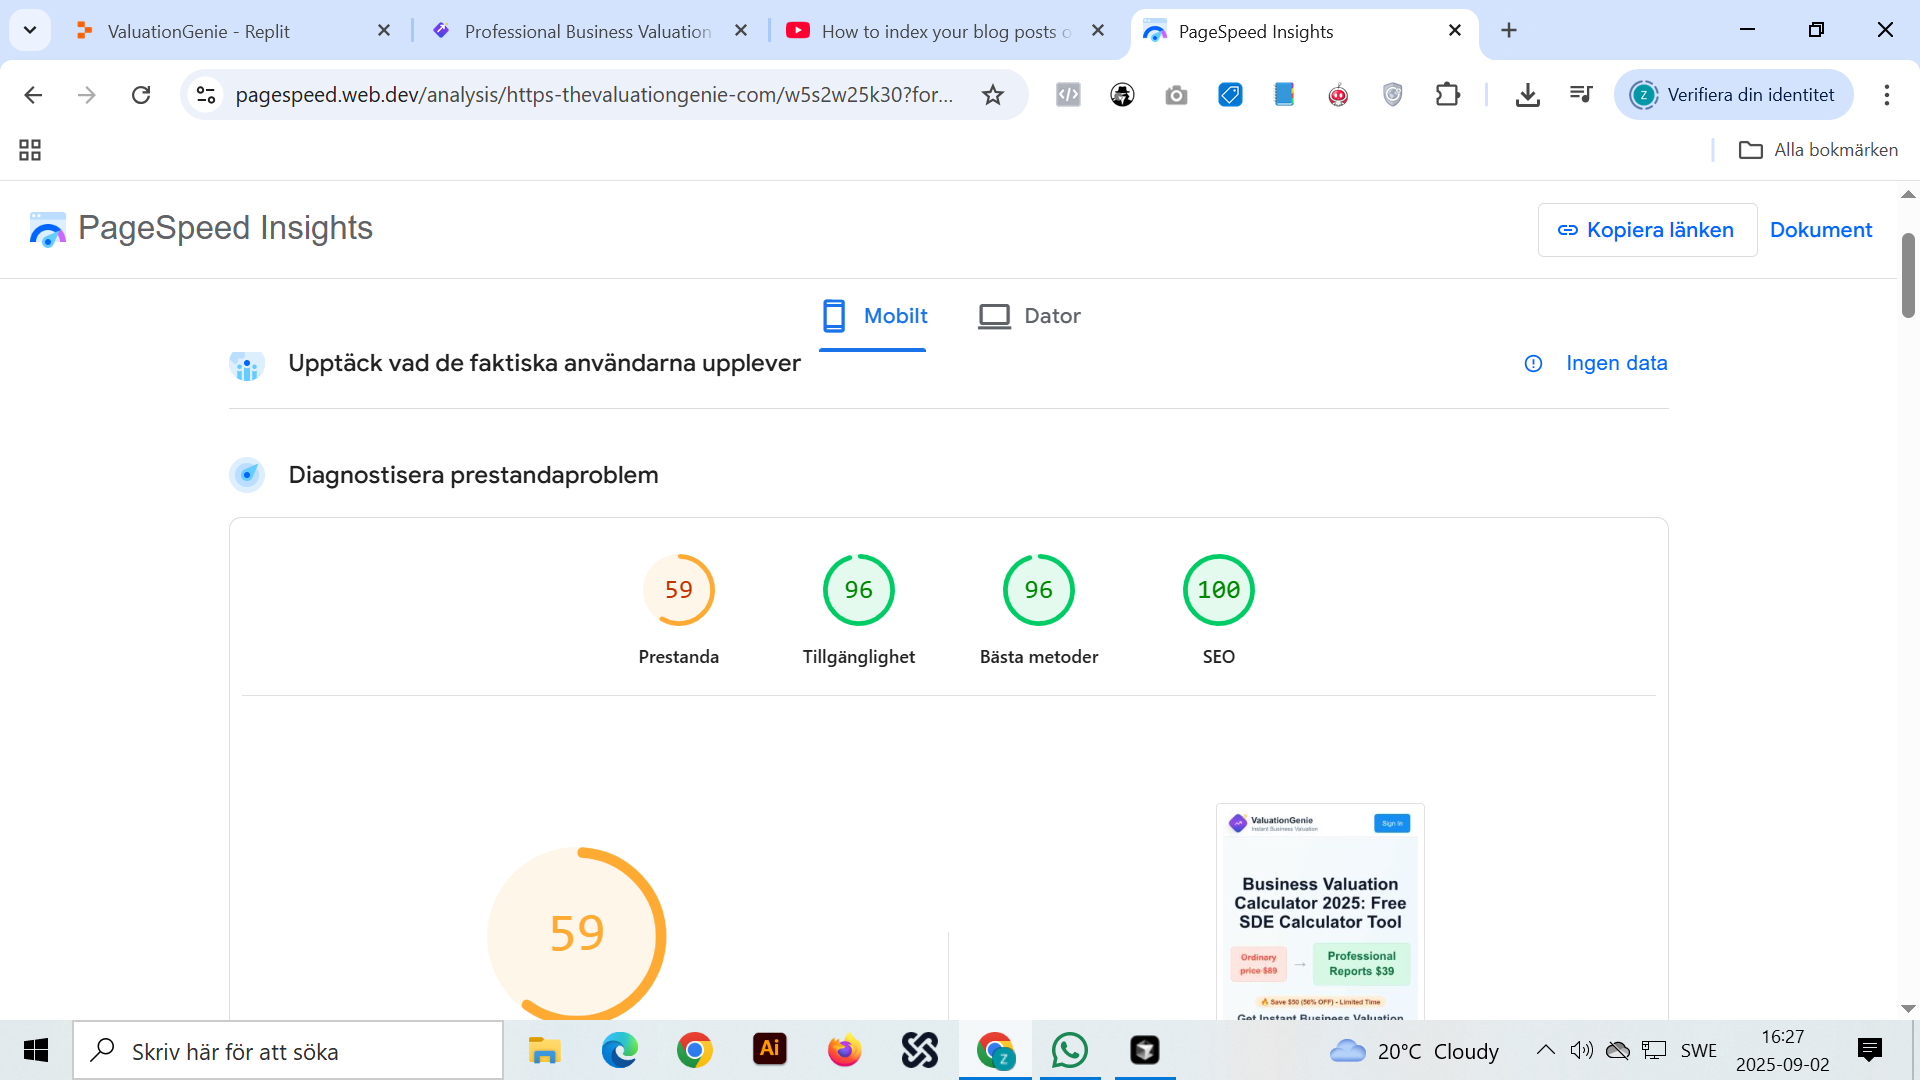 ValuationGenie - Replit
Professional Business Valuation
How to index your blog posts o
PageSpeed Insights
pagespeed.web.dev/analysis/https-thevaluationgenie-com/w5s2w25k30?for...
Z
Verifiera din identitet
Alla bokmärken
PageSpeed Insights
Kopiera länken
Dokument
Mobilt
Dator
Upptäck vad de faktiska användarna upplever
Ingen data
Diagnostisera prestandaproblem
59
96
96
100
Prestanda
Tillgänglighet
Bästa metoder
SEO
59
ValuationGenie
Instant Business Valuation
Sign In
Business Valuation
Calculator 2025: Free
SDE Calculator Tool
Ordinary
price $89
→
Professional
Reports $39
🔥 Save $50 (56% OFF) - Limited Time
Get Instant Business Valuation
Skriv här för att söka
Ai
Z
20°C Cloudy
SWE
16:27
2025-09-02